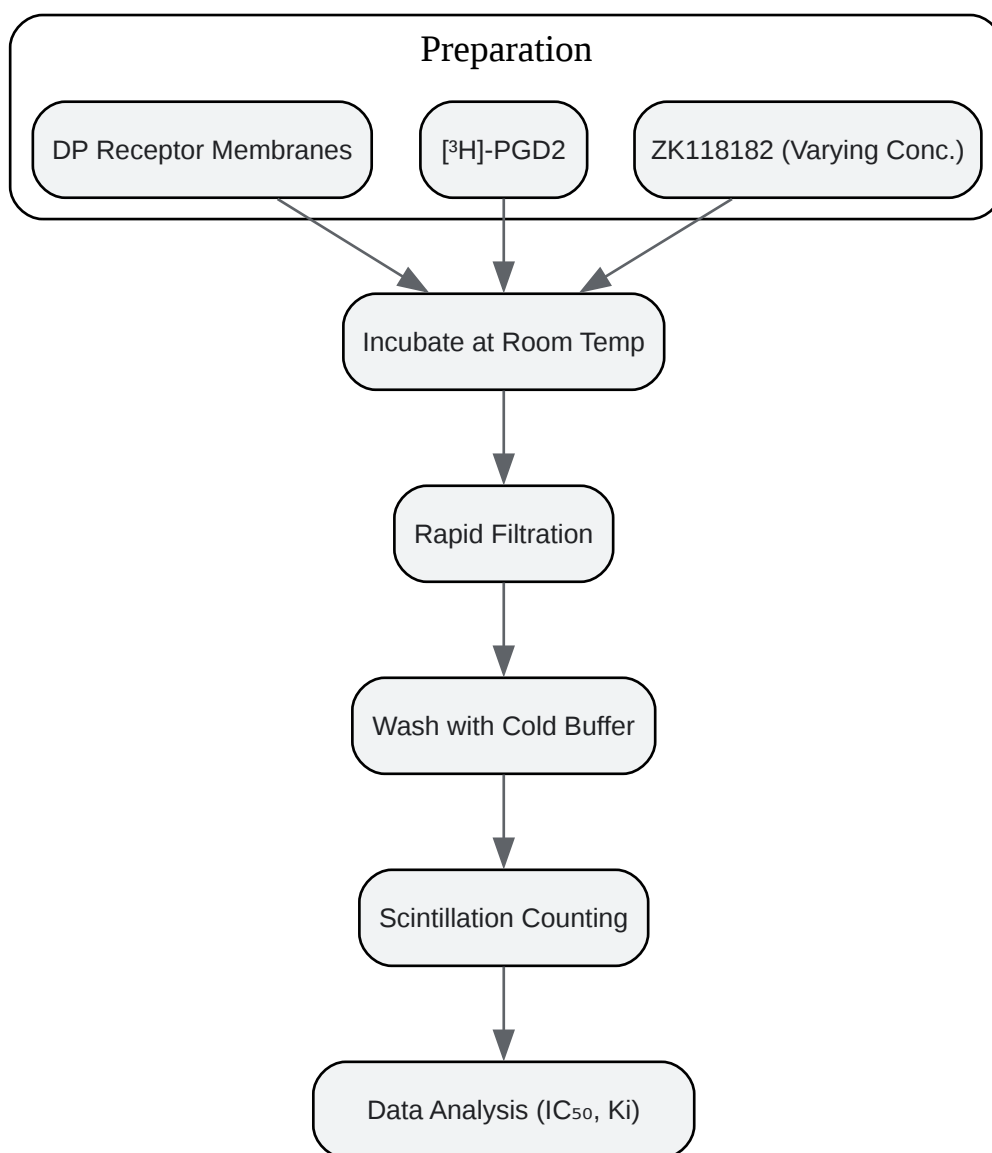 Preparation
DP Receptor Membranes
[³H]-PGD2
ZK118182 (Varying Conc.)
Incubate at Room Temp
Rapid Filtration
Wash with Cold Buffer
Scintillation Counting
Data Analysis (IC₅₀, Ki)